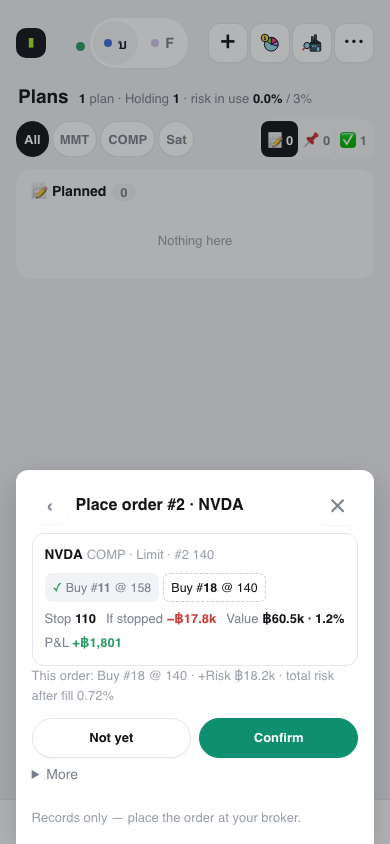 บ F
Plans 1 plan · Holding 1 · risk in use 0.0% / 3%
All MMT COMP Sat 0 0 1
Planned 0
Nothing here
Place order #2 · NVDA
NVDA COMP · Limit · #2 140
✓ Buy #11 @ 158 Buy #18 @ 140
Stop 110 If stopped −฿17.8k Value ฿60.5k · 1.2%
P&L +฿1,801
This order: Buy #18 @ 140 · +Risk ฿18.2k · total risk
after fill 0.72%
Not yet Confirm
More
Records only — place the order at your broker.